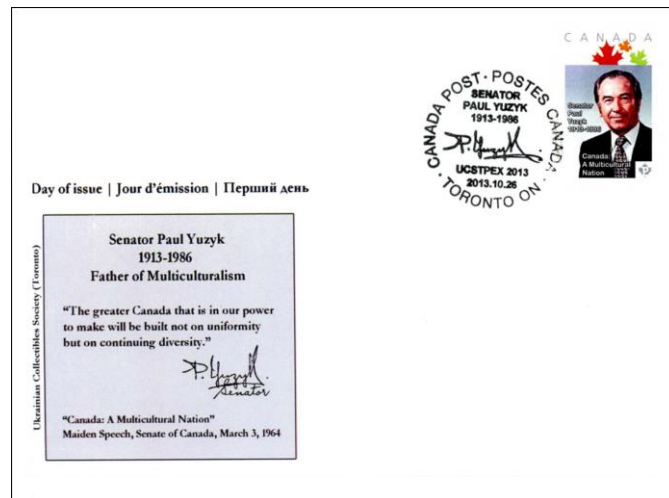 CANADA
Senator
Paul
Yuzyk
1913-1986
Canada:
A Multicultural
Nation
P
CANADA POST · POSTES CANADA
SENATOR
PAUL YUZYK
1913-1986
P. Yuzyk
UCSTPEX 2013
2013.10.26
TORONTO ON
Day of issue | Jour d'émission | Перший день
Ukrainian Collectibles Society (Toronto)
Senator Paul Yuzyk
1913-1986
Father of Multiculturalism
“The greater Canada that is in our power
to make will be built not on uniformity
but on continuing diversity.”
P. Yuzyk
Senator
“Canada: A Multicultural Nation”
Maiden Speech, Senate of Canada, March 3, 1964